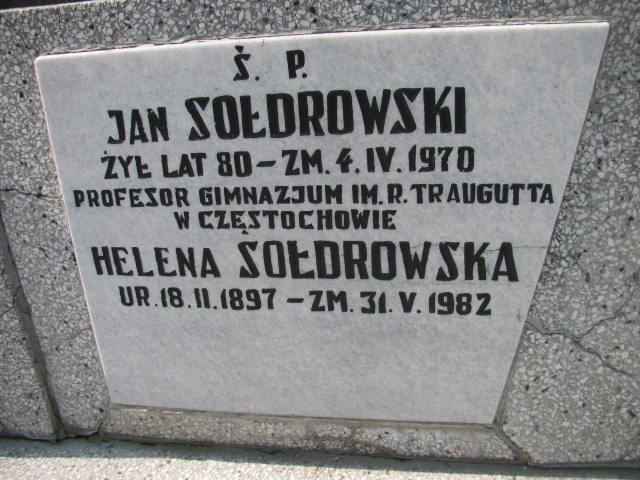 Ś. P.
JAN SOŁDROWSKI
ŻYŁ LAT 80 – ZM. 4. IV. 1970
PROFESOR GIMNAZJUM IM. R. TRAUGUTTA
W CZĘSTOCHOWIE
HELENA SOŁDROWSKA
UR. 18. II. 1897 – ZM. 31. V. 1982